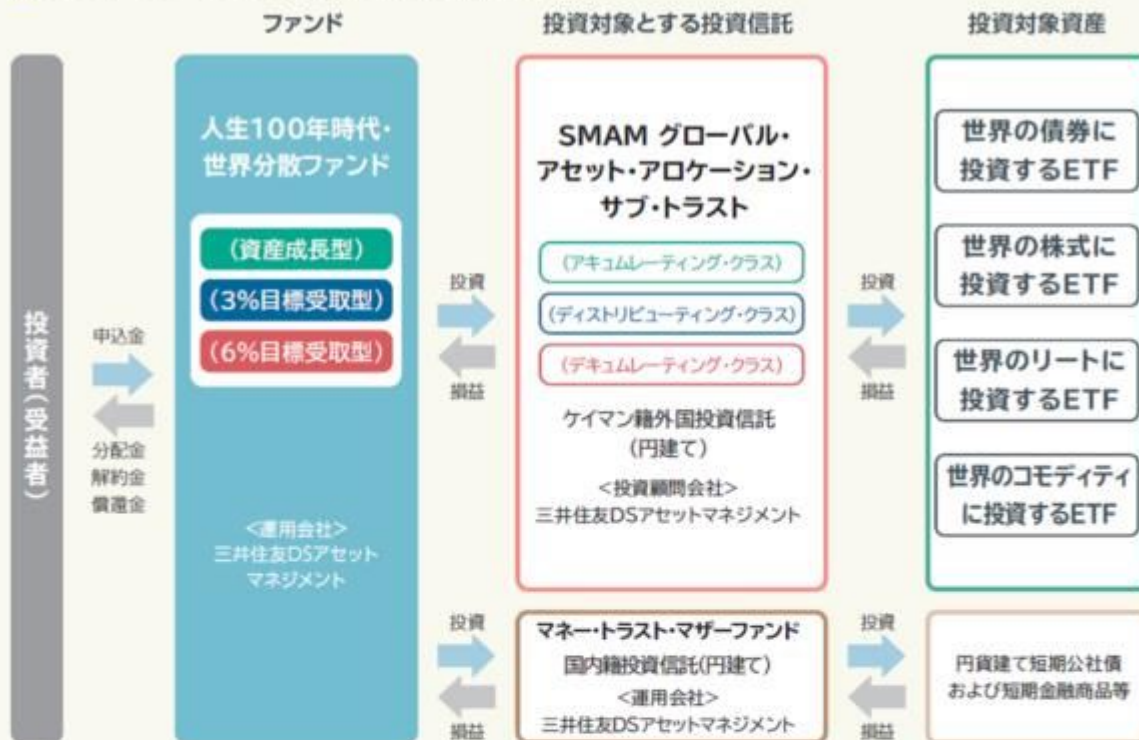 ファンド
投資対象とする投資信託
投資対象資産
投資者(受益者)
申込金
分配金
解約金
償還金
人生100年時代・
世界分散ファンド
(資産成長型)
(3%目標受取型)
(6%目標受取型)
<運用会社>
三井住友DSアセット
マネジメント
投資
損益
SMAM グローバル・
アセット・アロケーション・
サブ・トラスト
(アキュムレーティング・クラス)
(ディストリビューティング・クラス)
(デキュムレーティング・クラス)
ケイマン籍外国投資信託
(円建て)
<投資顧問会社>
三井住友DSアセットマネジメント
投資
損益
世界の債券に
投資するETF
世界の株式に
投資するETF
世界のリートに
投資するETF
世界のコモディティ
に投資するETF
投資
損益
マネー・トラスト・マザーファンド
国内籍投資信託(円建て)
<運用会社>
三井住友DSアセットマネジメント
投資
損益
円貨建て短期公社債
および短期金融商品等